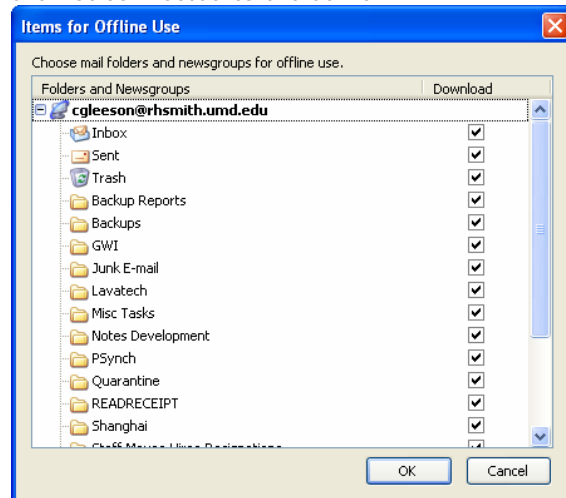 Items for Offline Use
Choose mail folders and newsgroups for offline use.
Folders and Newsgroups Download
cgleeson@rhsmith.umd.edu
Inbox
Sent
Trash
Backup Reports
Backups
GWI
Junk E-mail
Lavatech
Misc Tasks
Notes Development
PSynch
Quarantine
READRECEIPT
Shanghai
OK Cancel